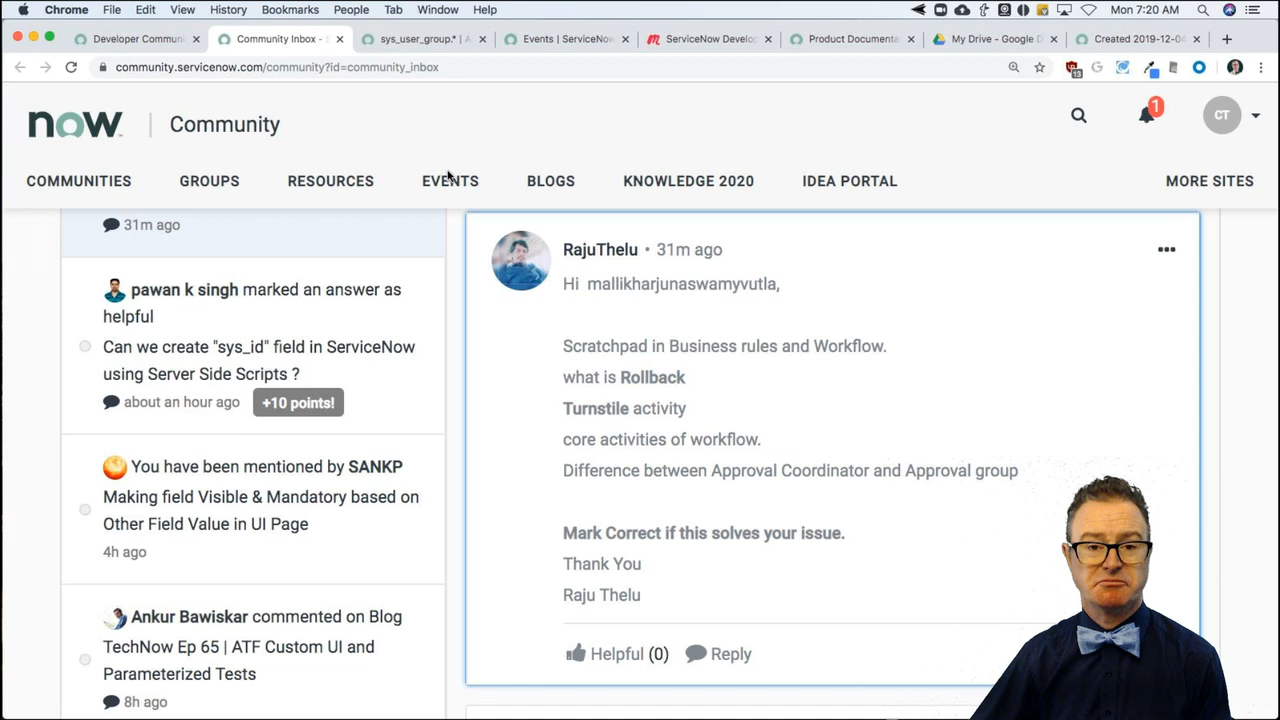 Chrome File Edit View History Bookmarks People Tab Window Help Mon 7:20 AM
Developer Commun Community Inbox - S sys_user_group.* | A Events | ServiceNow ServiceNow Develop Product Documenta My Drive - Google D Created 2019-12-04
community.servicenow.com/community?id=community_inbox
13
now Community
1
CT
COMMUNITIES GROUPS RESOURCES EVENTS BLOGS KNOWLEDGE 2020 IDEA PORTAL MORE SITES
31m ago
pawan k singh marked an answer as
helpful
Can we create "sys_id" field in ServiceNow
using Server Side Scripts ?
about an hour ago +10 points!
You have been mentioned by SANKP
Making field Visible & Mandatory based on
Other Field Value in UI Page
4h ago
Ankur Bawiskar commented on Blog
TechNow Ep 65 | ATF Custom UI and
Parameterized Tests
8h ago
RajuThelu • 31m ago
Hi mallikharjunaswamyvutla,
Scratchpad in Business rules and Workflow.
what is Rollback
Turnstile activity
core activities of workflow.
Difference between Approval Coordinator and Approval group
Mark Correct if this solves your issue.
Thank You
Raju Thelu
Helpful (0) Reply